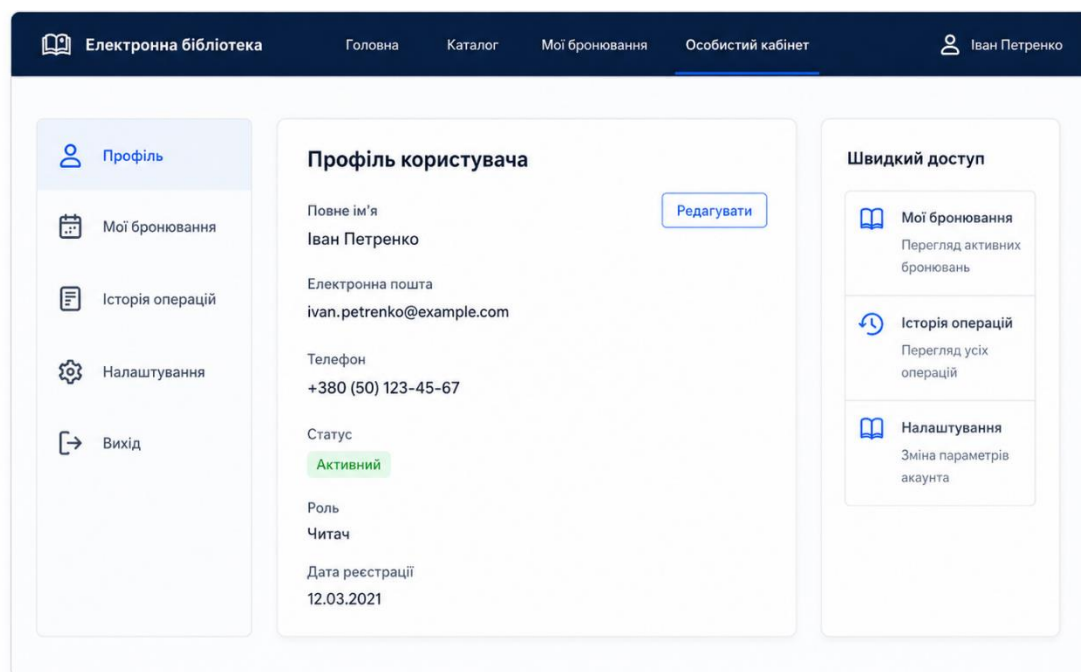 Електронна бібліотека
Головна
Каталог
Мої бронювання
Особистий кабінет
Іван Петренко
Профіль
Мої бронювання
Історія операцій
Налаштування
Вихід
Профіль користувача
Повне ім'я
Іван Петренко
Редагувати
Електронна пошта
ivan.petrenko@example.com
Телефон
+380 (50) 123-45-67
Статус
Активний
Роль
Читач
Дата реєстрації
12.03.2021
Швидкий доступ
Мої бронювання
Перегляд активних
бронювань
Історія операцій
Перегляд усіх
операцій
Налаштування
Зміна параметрів
акаунта